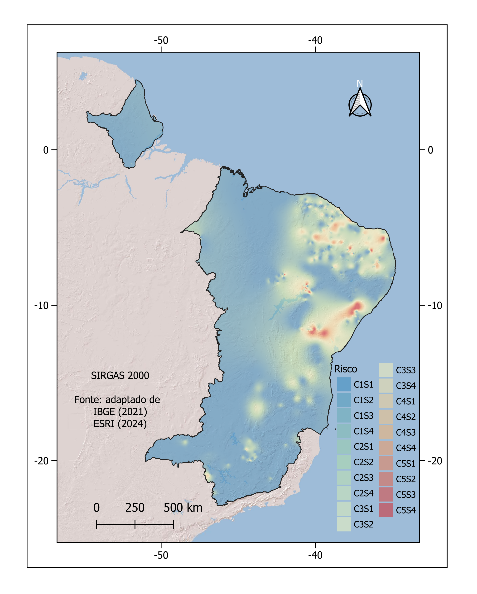 -50
-40
N
0
0
-10
-10
SIRGAS 2000
Fonte: adaptado de
IBGE (2021)
ESRI (2024)
-20
-20
0
250
500 km
-50
-40
Risco
C1S1
C1S2
C1S3
C1S4
C2S1
C2S2
C2S3
C2S4
C3S1
C3S2
C3S3
C3S4
C4S1
C4S2
C4S3
C4S4
C5S1
C5S2
C5S3
C5S4